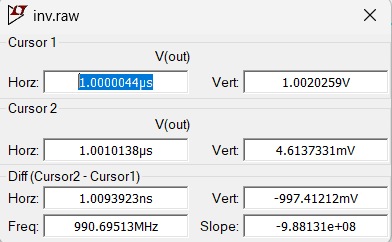 inv.raw
Cursor 1
V(out)
Horz: 1.0000044µs Vert: 1.0020259V
Cursor 2
V(out)
Horz: 1.0010138µs Vert: 4.6137331mV
Diff (Cursor2 - Cursor1)
Horz: 1.0093923ns Vert: -997.41212mV
Freq: 990.69513MHz Slope: -9.88131e+08